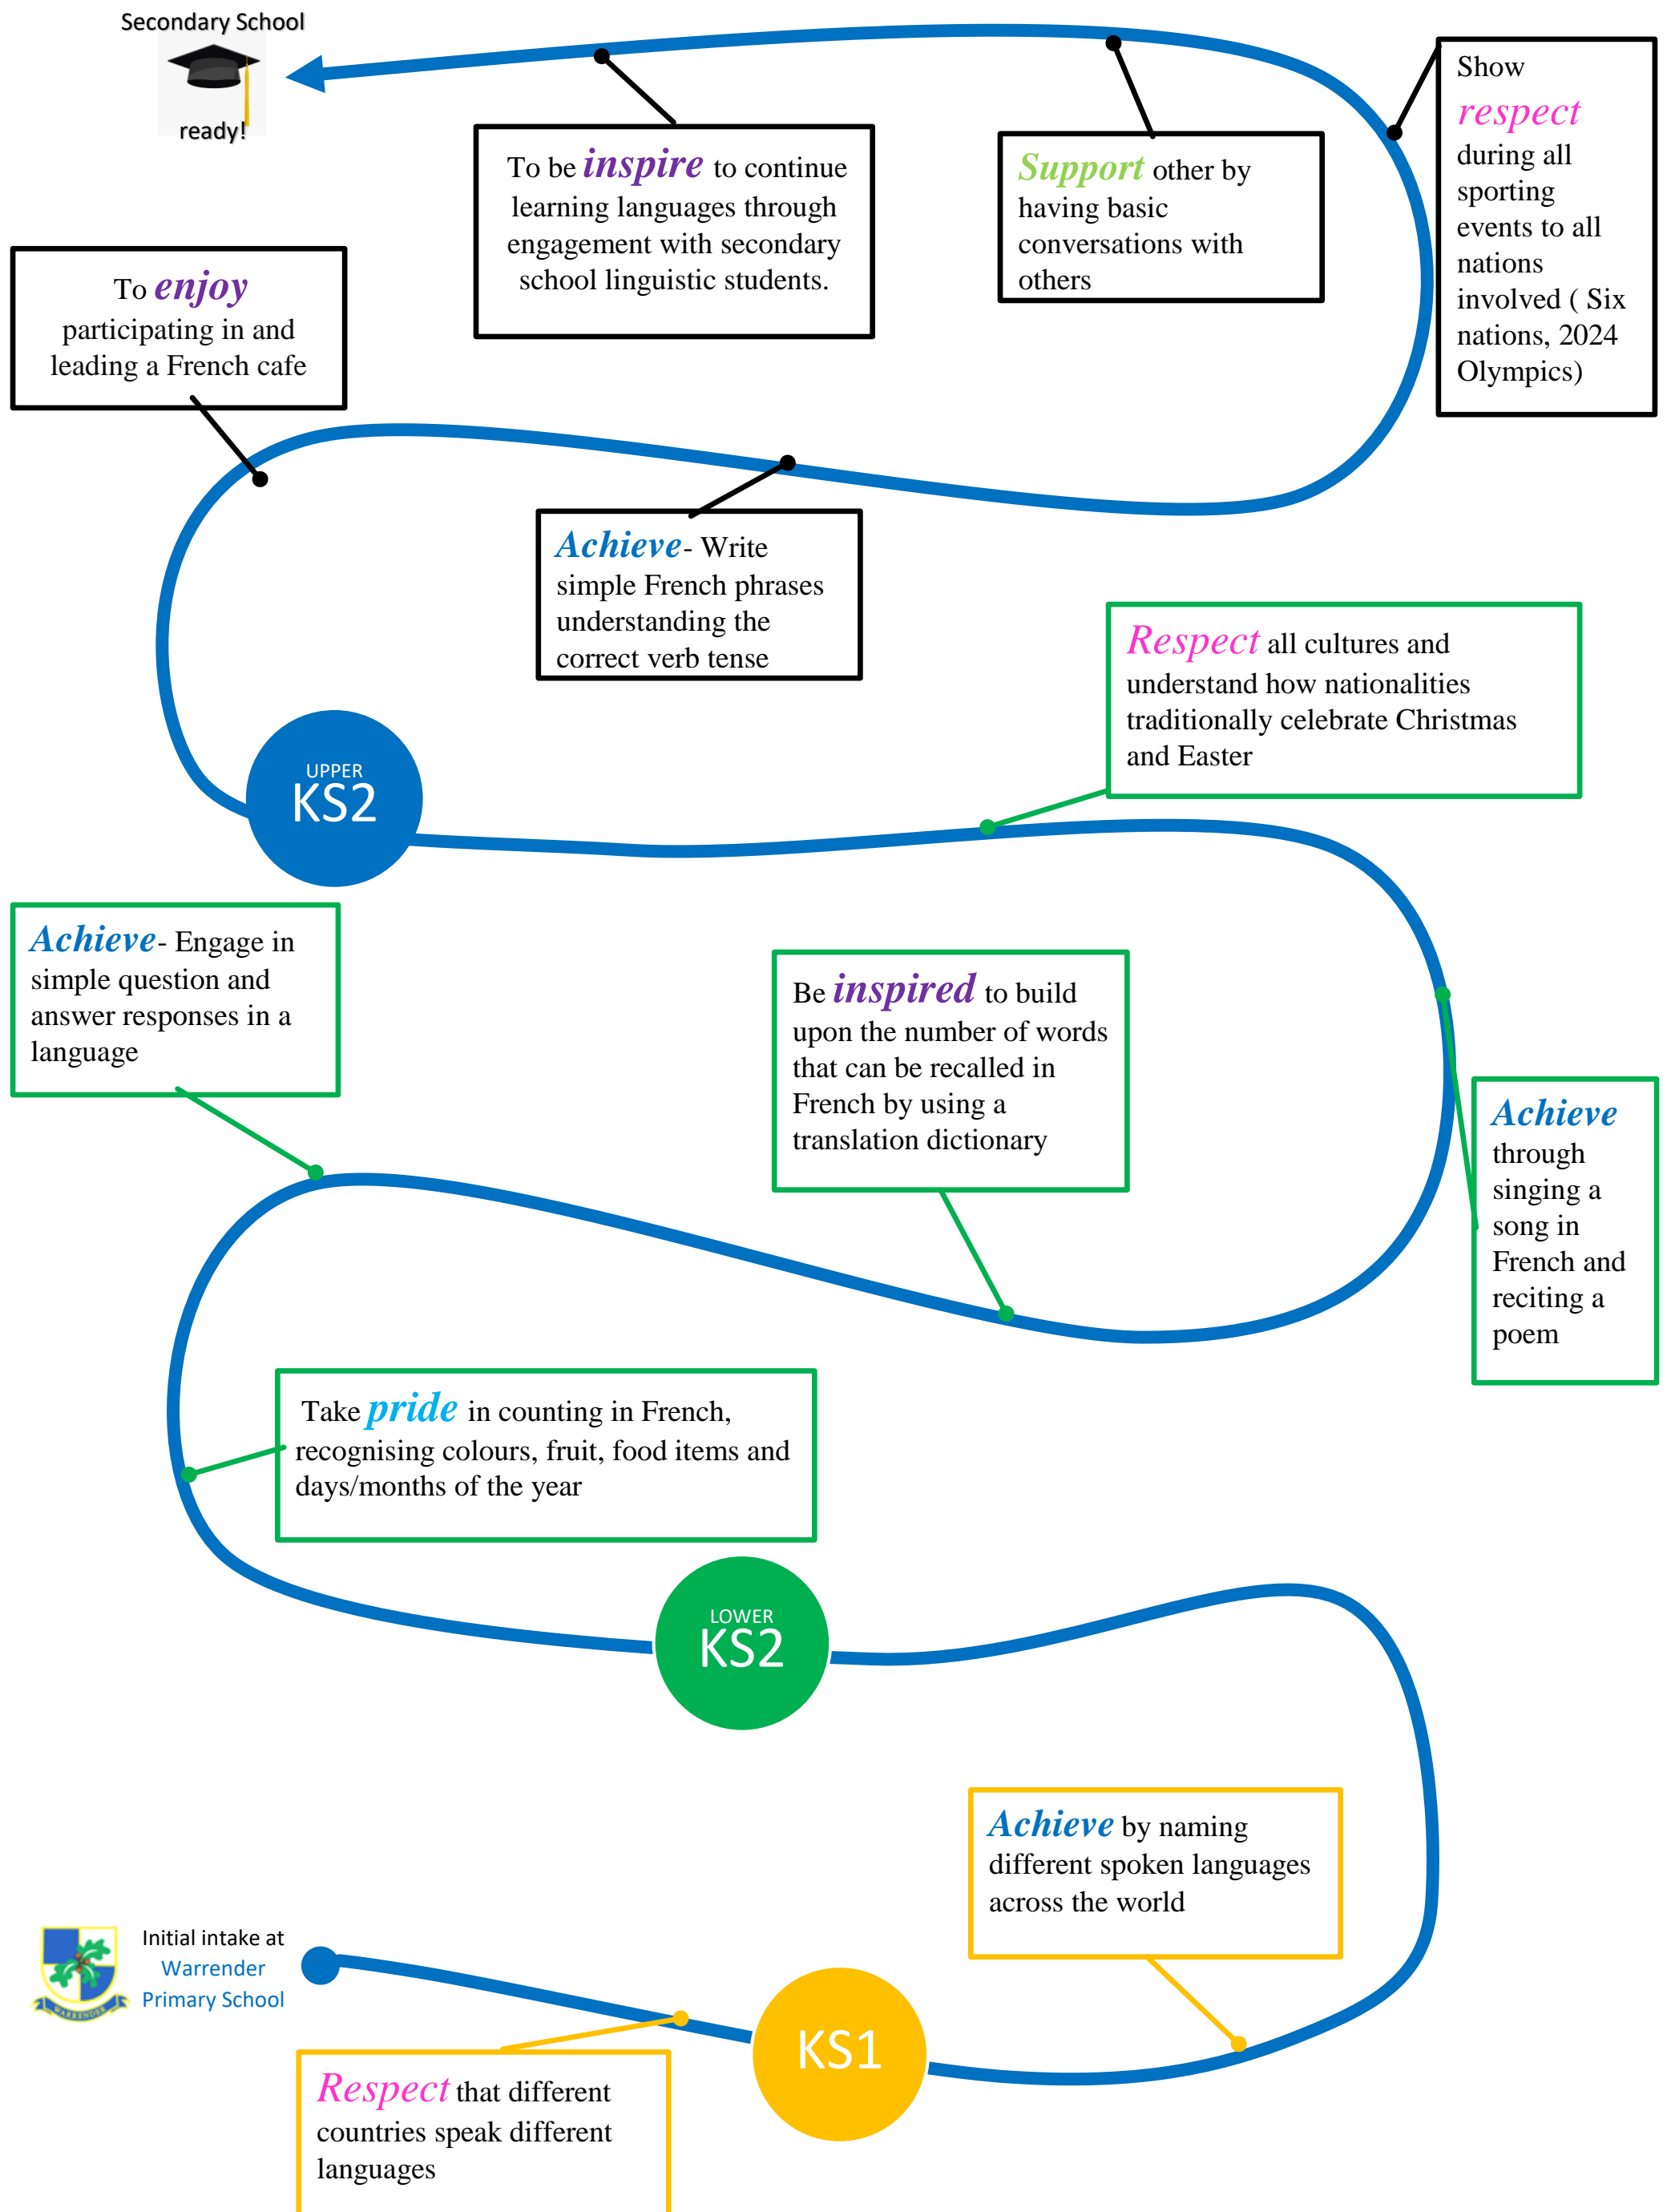 Secondary School
ready!
Show
respect
during all
sporting
events to all
nations
involved ( Six
nations, 2024
Olympics)
To be inspire to continue
learning languages through
engagement with secondary
school linguistic students.
Support other by
having basic
conversations with
others
To enjoy
participating in and
leading a French cafe
Achieve- Write
simple French phrases
understanding the
correct verb tense
Respect all cultures and
understand how nationalities
traditionally celebrate Christmas
and Easter
UPPER
KS2
Achieve- Engage in
simple question and
answer responses in a
language
Be inspired to build
upon the number of words
that can be recalled in
French by using a
translation dictionary
Achieve
through
singing a
song in
French and
reciting a
poem
Take pride in counting in French,
recognising colours, fruit, food items and
days/months of the year
LOWER
KS2
Achieve by naming
different spoken languages
across the world
WARRENDER
Initial intake at
Warrender
Primary School
KS1
Respect that different
countries speak different
languages